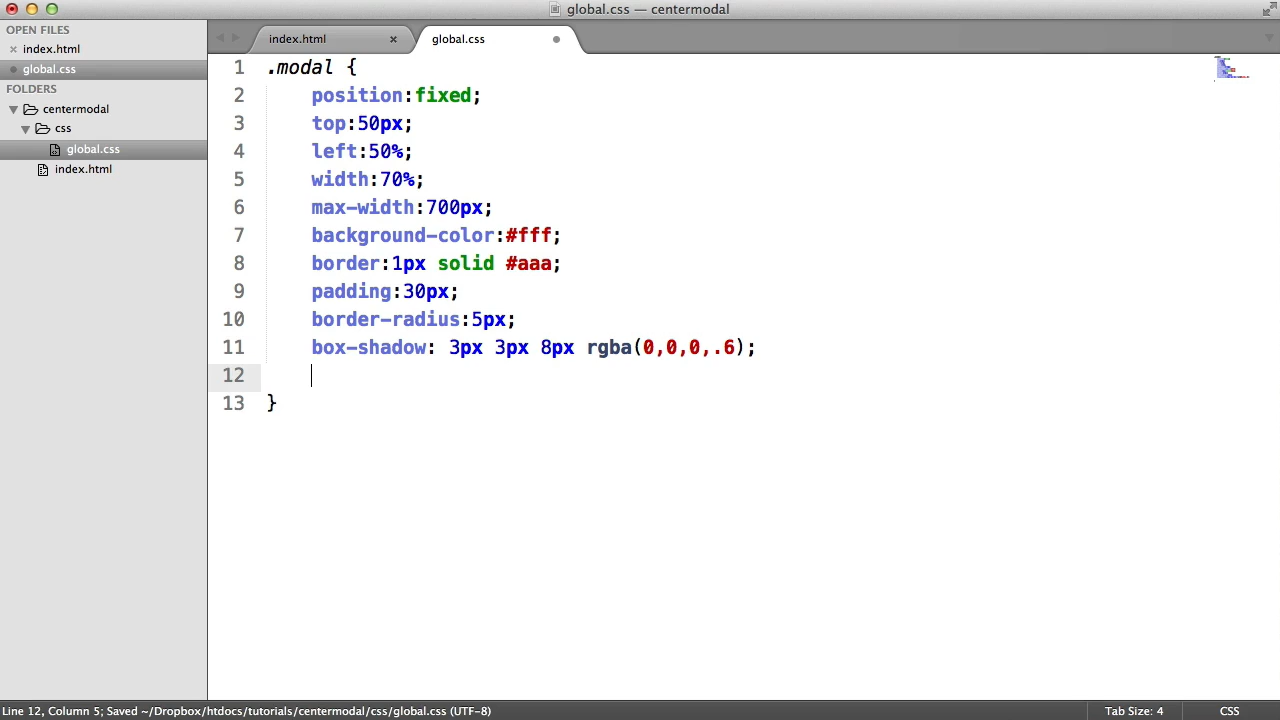 global.css — centermodal
OPEN FILES
index.html
global.css
FOLDERS
centermodal
css
global.css
index.html
index.html
global.css
1 .modal {
2 position:fixed;
3 top:50px;
4 left:50%;
5 width:70%;
6 max-width:700px;
7 background-color:#fff;
8 border:1px solid #aaa;
9 padding:30px;
10 border-radius:5px;
11 box-shadow: 3px 3px 8px rgba(0,0,0,.6);
12
13 }
Line 12, Column 5; Saved ~/Dropbox/htdocs/tutorials/centermodal/css/global.css (UTF-8)
Tab Size: 4
CSS